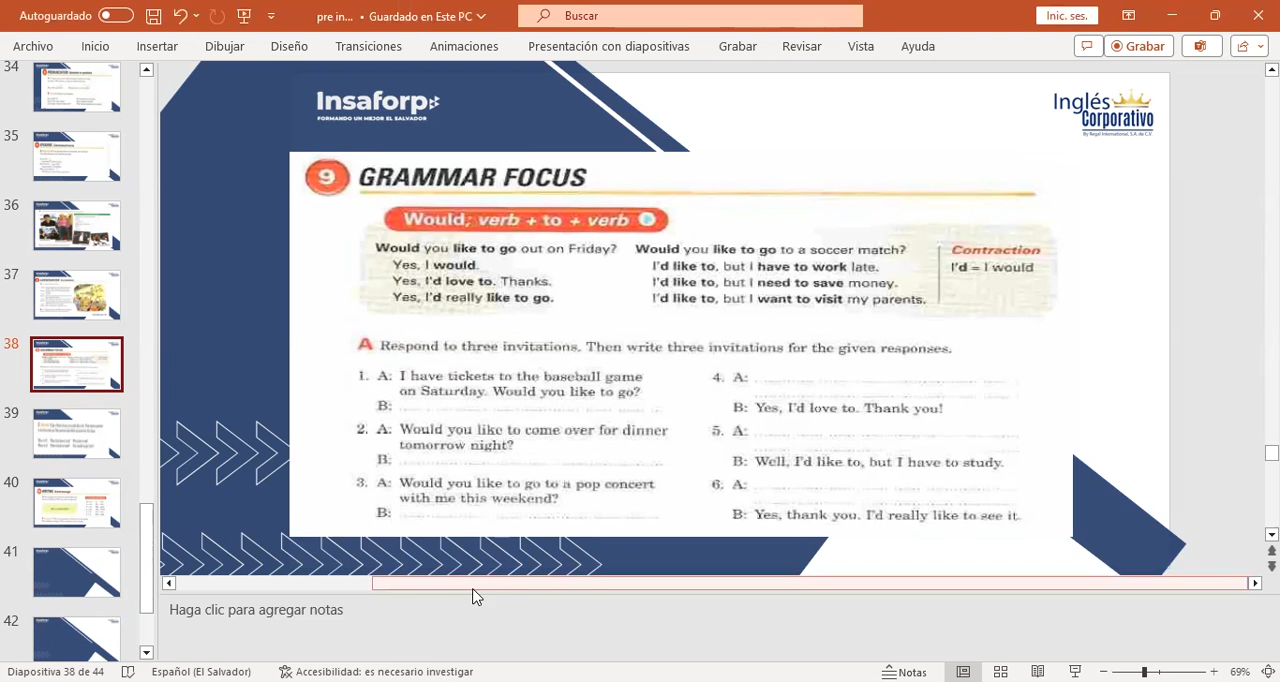 Autoguardado
pre in... • Guardado en Este PC
Buscar
Inic. ses.
Archivo Inicio Insertar Dibujar Diseño Transiciones Animaciones Presentación con diapositivas Grabar Revisar Vista Ayuda
Grabar
34
35
36
37
38
39
40
41
42
Insaforp
FORMANDO UN MEJOR EL SALVADOR
Inglés
Corporativo
By Regal International, S.A. de C.V
9 GRAMMAR FOCUS
Would; verb + to + verb
Would you like to go out on Friday?
Yes, I would.
Yes, I'd love to. Thanks.
Yes, I'd really like to go.
Would you like to go to a soccer match?
I'd like to, but I have to work late.
I'd like to, but I need to save money.
I'd like to, but I want to visit my parents.
Contraction
I'd = I would
A Respond to three invitations. Then write three invitations for the given responses.
1. A: I have tickets to the baseball game
on Saturday. Would you like to go?
B:
2. A: Would you like to come over for dinner
tomorrow night?
B:
3. A: Would you like to go to a pop concert
with me this weekend?
B:
4. A:
B: Yes, I'd love to. Thank you!
5. A:
B: Well, I'd like to, but I have to study.
6. A:
B: Yes, thank you. I'd really like to see it.
Haga clic para agregar notas
Diapositiva 38 de 44
Español (El Salvador)
Accesibilidad: es necesario investigar
Notas
69%